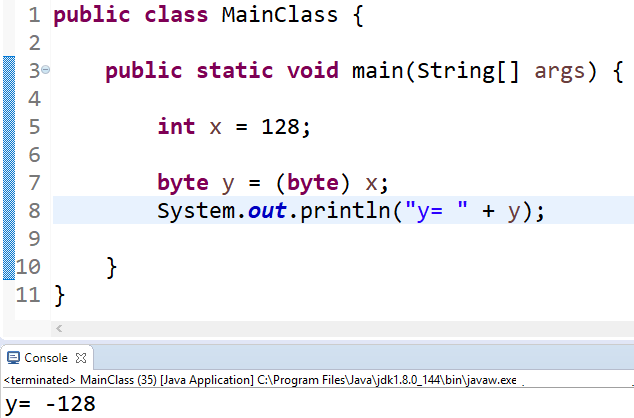 1 public class MainClass {
2
3 public static void main(String[] args) {
4
5 int x = 128;
6
7 byte y = (byte) x;
8 System.out.println("y= " + y);
9
10 }
11 }
Console
<terminated> MainClass (35) [Java Application] C:\Program Files\Java\jdk1.8.0_144\bin\javaw.exe
y= -128